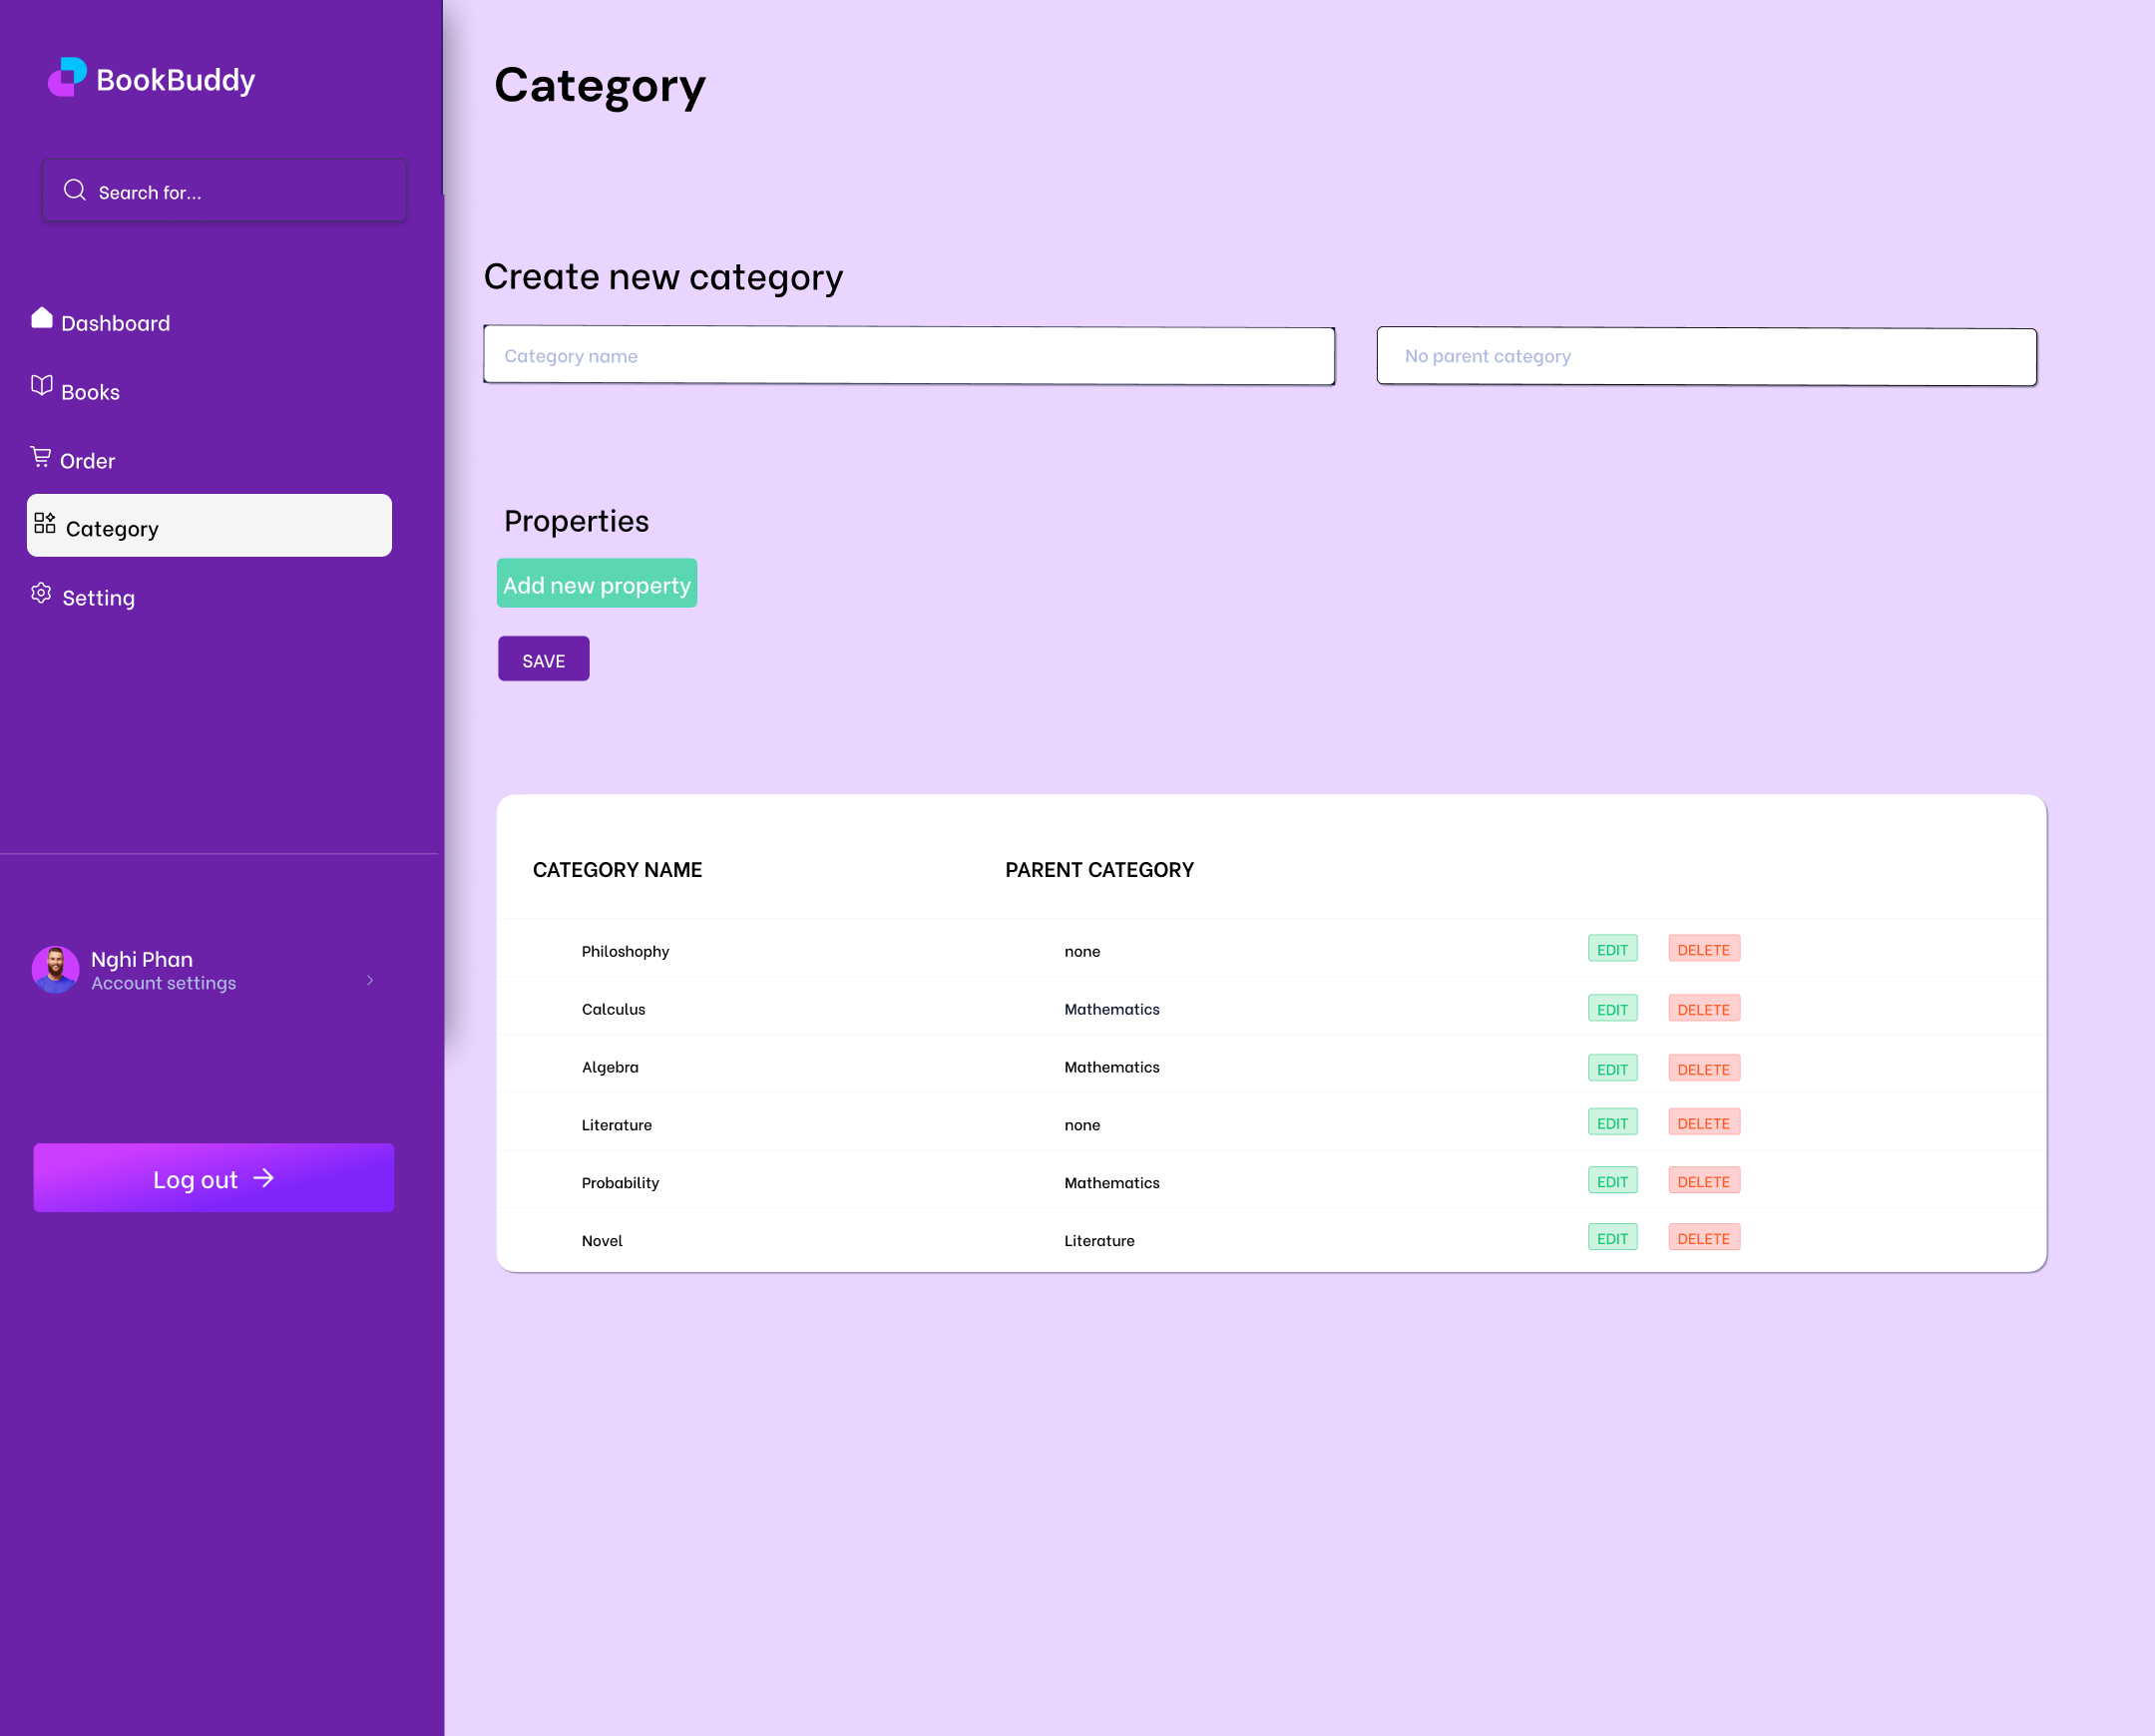 BookBuddy
Search for...
Dashboard
Books
Order
Category
Setting
Nghi Phan
Account settings
Log out
Category
Create new category
Category name
No parent category
Properties
Add new property
SAVE
CATEGORY NAME PARENT CATEGORY
Philoshophy none EDIT DELETE
Calculus Mathematics EDIT DELETE
Algebra Mathematics EDIT DELETE
Literature none EDIT DELETE
Probability Mathematics EDIT DELETE
Novel Literature EDIT DELETE